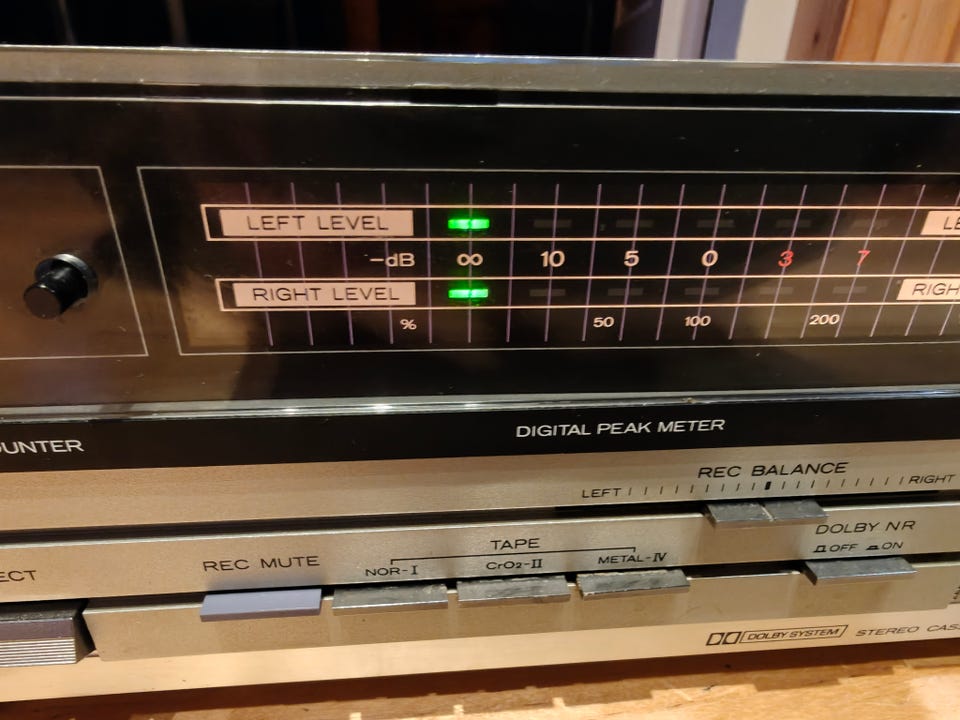 LEFT LEVEL
-dB ∞ 10 5 0 3 7
RIGHT LEVEL
% 50 100 200
DIGITAL PEAK METER
REC BALANCE
LEFT RIGHT
DOLBY NR
OFF ON
REC MUTE
TAPE
NOR-I CrO2-II METAL-IV
DOLBY SYSTEM STEREO